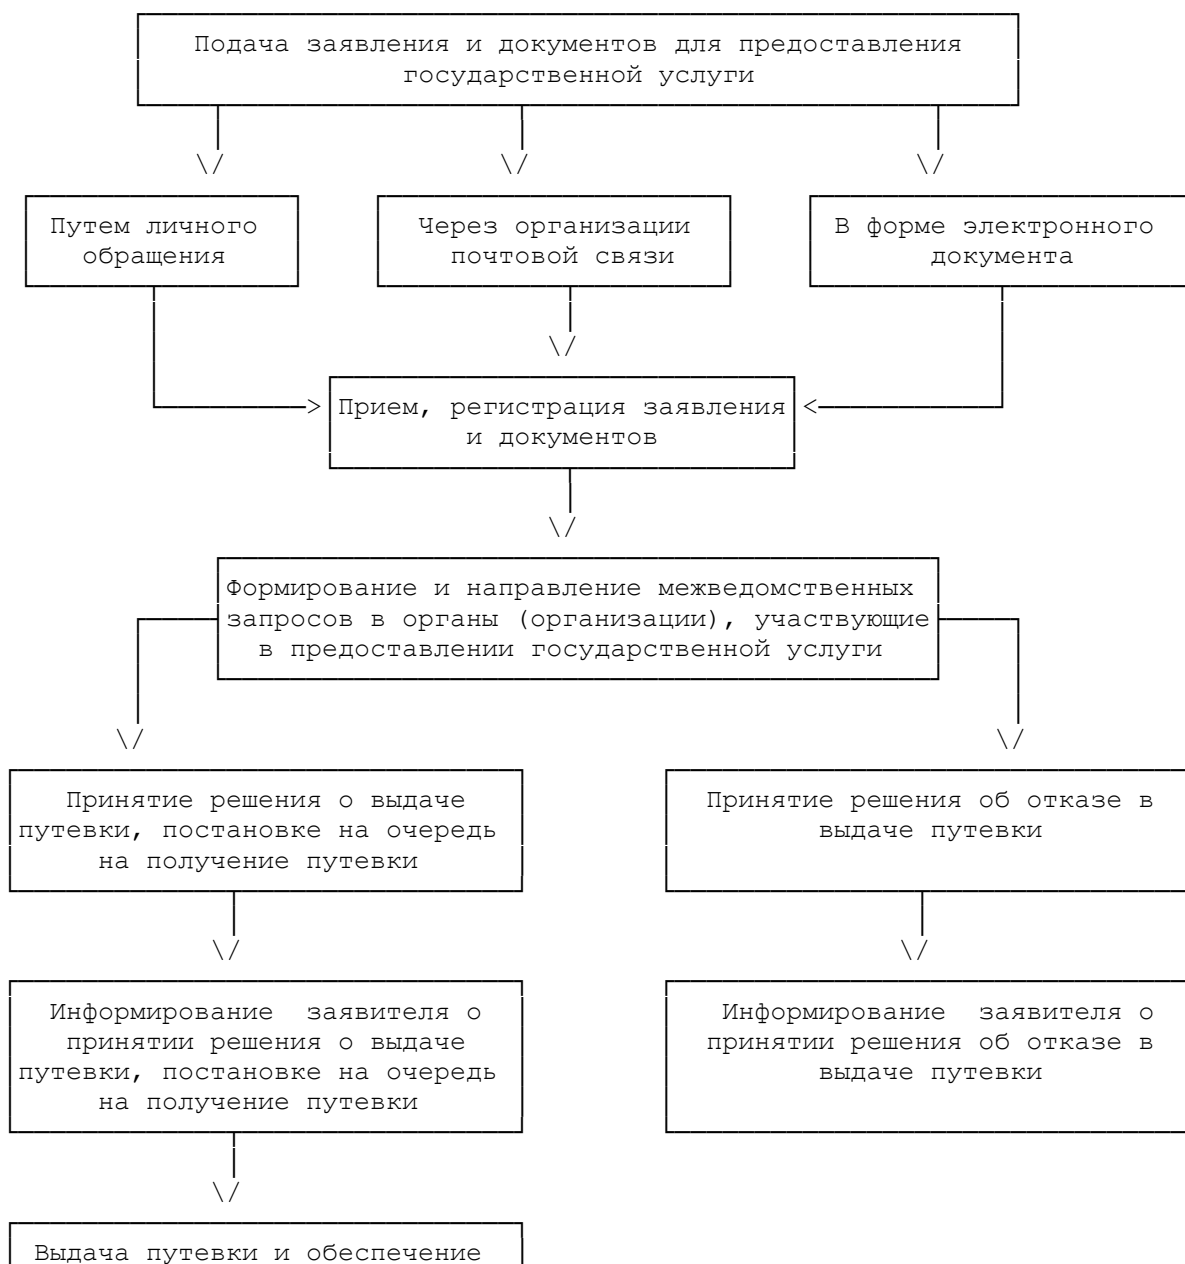 Подача заявления и документов для предоставления
государственной услуги
Путем личного
обращения
Через организации
почтовой связи
В форме электронного
документа
Прием, регистрация заявления
и документов
Формирование и направление межведомственных
запросов в органы (организации), участвующие
в предоставлении государственной услуги
Принятие решения о выдаче
путевки, постановке на очередь
на получение путевки
Принятие решения об отказе в
выдаче путевки
Информирование  заявителя о
принятии решения о выдаче
путевки, постановке на очередь
на получение путевки
Информирование  заявителя о
принятии решения об отказе в
выдаче путевки
Выдача путевки и обеспечение